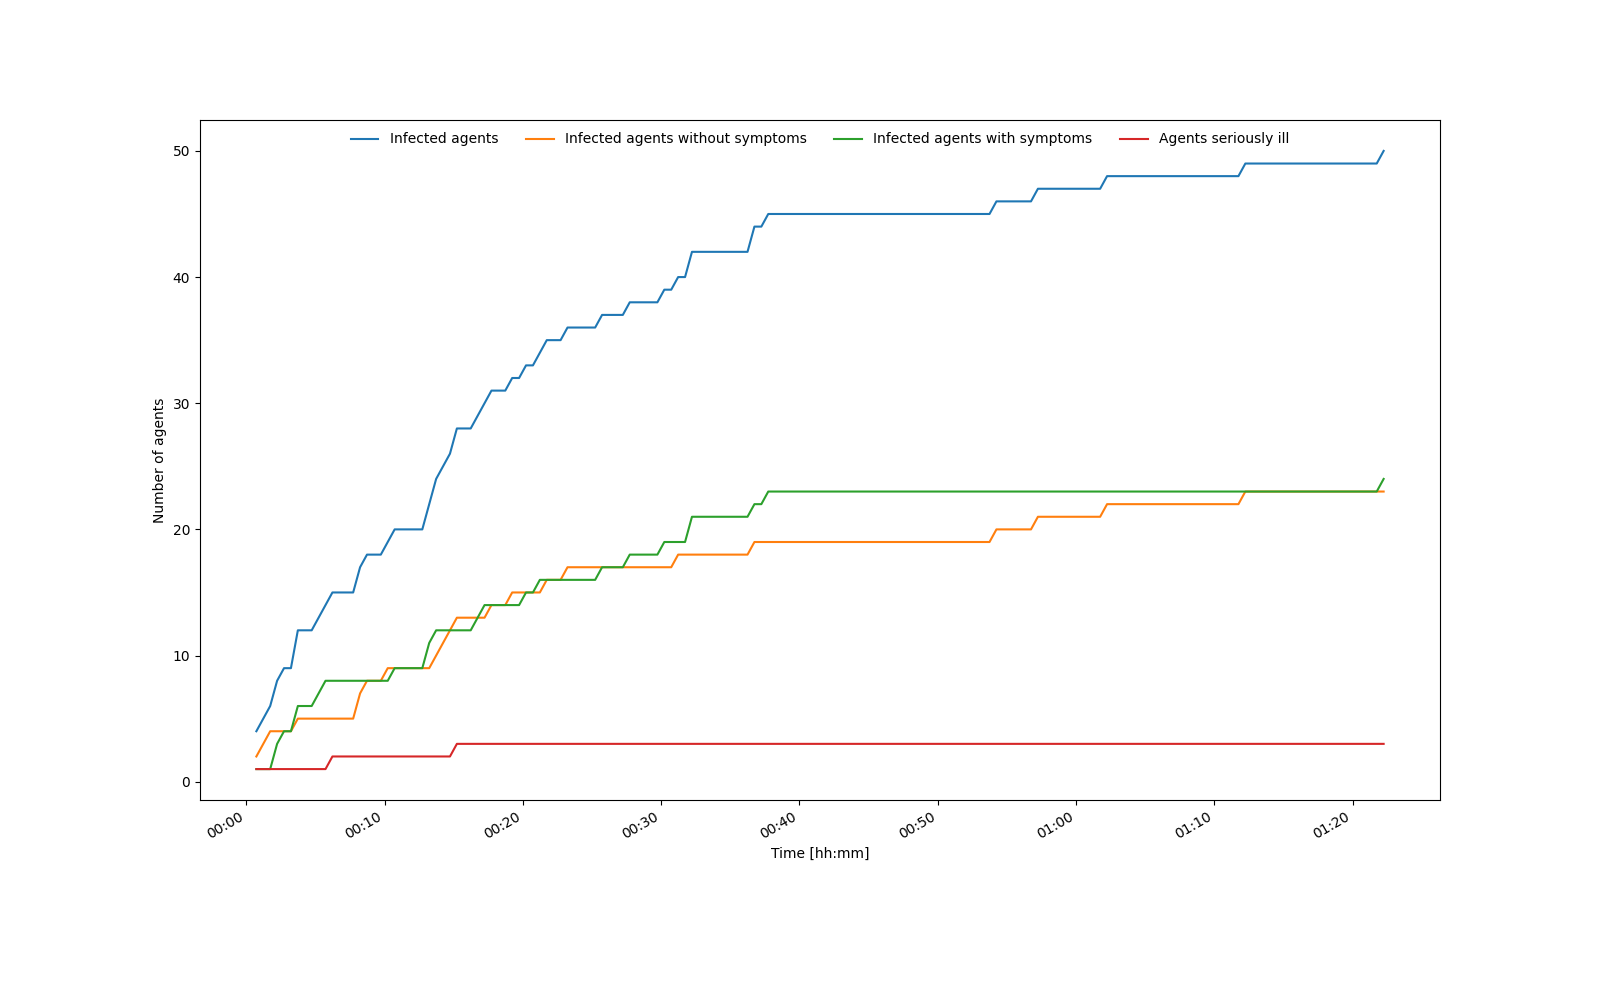 Infected agents Infected agents without symptoms Infected agents with symptoms Agents seriously ill
50
40
30
20
10
0
Number of agents
00:00 00:10 00:20 00:30 00:40 00:50 01:00 01:10 01:20
Time [hh:mm]